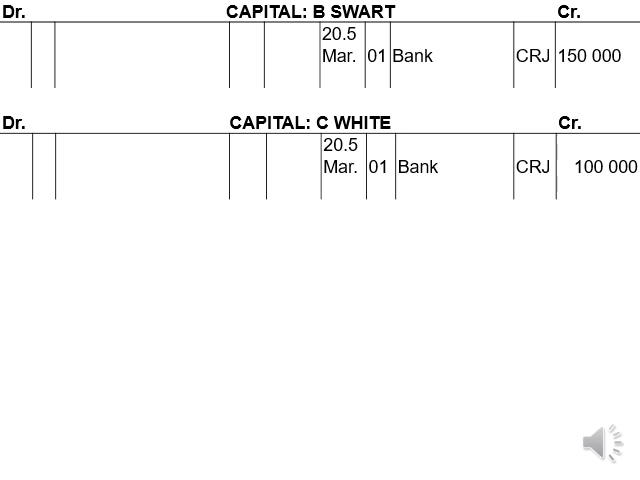 Dr. CAPITAL: B SWART Cr.
20.5
Mar. 01 Bank CRJ 150 000
Dr. CAPITAL: C WHITE Cr.
20.5
Mar. 01 Bank CRJ 100 000